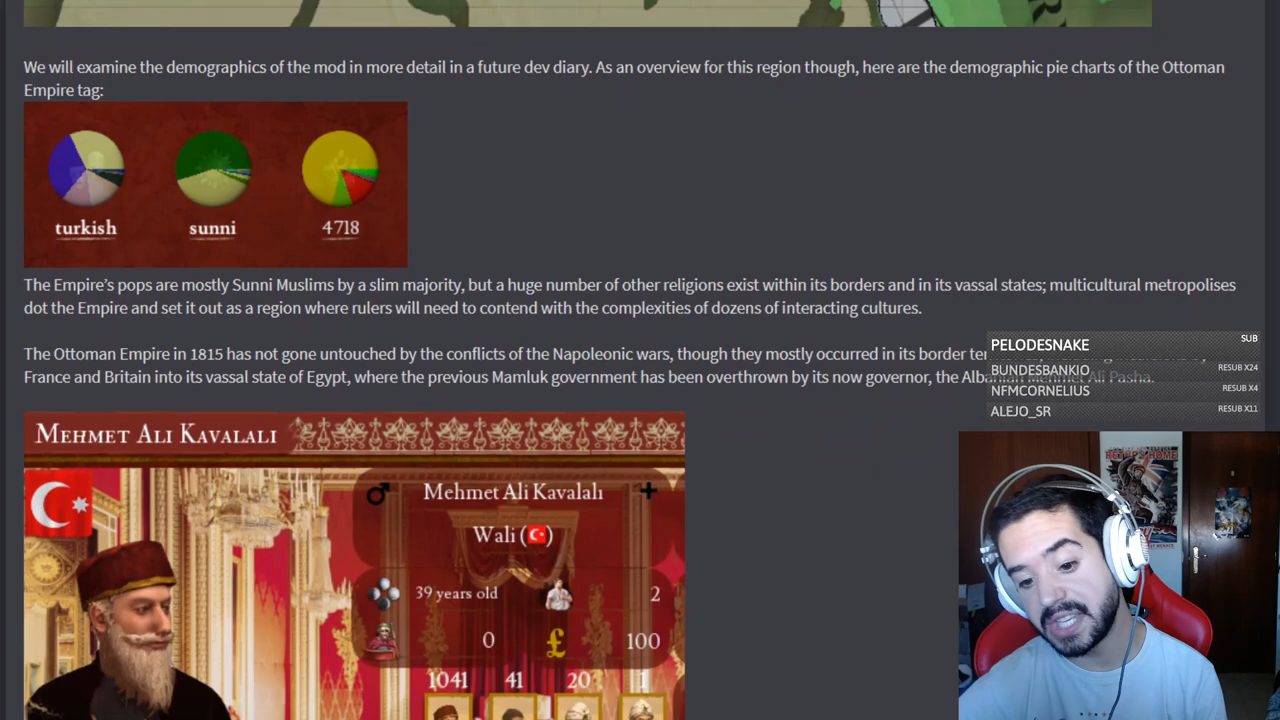 We will examine the demographics of the mod in more detail in a future dev diary. As an overview for this region though, here are the demographic pie charts of the Ottoman
Empire tag:
turkish
sunni
4718
The Empire's pops are mostly Sunni Muslims by a slim majority, but a huge number of other religions exist within its borders and in its vassal states; multicultural metropolises
dot the Empire and set it out as a region where rulers will need to contend with the complexities of dozens of interacting cultures.
The Ottoman Empire in 1815 has not gone untouched by the conflicts of the Napoleonic wars, though they mostly occurred in its border
France and Britain into its vassal state of Egypt, where the previous Mamluk government has been overthrown by its now governor, the Albanian Mehmet Ali Pasha.
PELODESNAKE SUB
BUNDESBANKIO RESUB X24
NFMCORNELIUS RESUB X4
ALEJO_SR RESUB X11
MEHMET ALI KAVALALI
Mehmet Ali Kavalalı
Wali ( )
39 years old
2
0
£
100
1041 41 20 1